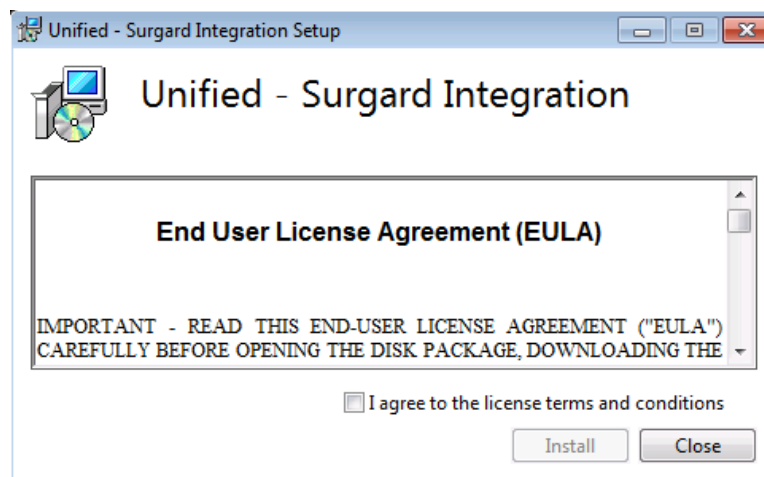 Unified - Surgard Integration Setup
Unified - Surgard Integration
End User License Agreement (EULA)
IMPORTANT - READ THIS END-USER LICENSE AGREEMENT ("EULA")
CAREFULLY BEFORE OPENING THE DISK PACKAGE, DOWNLOADING THE
I agree to the license terms and conditions
Install Close